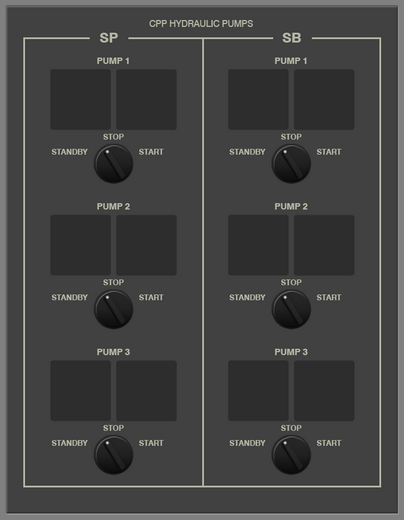 CPP HYDRAULIC PUMPS
SP
PUMP 1
STOP
STANDBY START
PUMP 2
STOP
STANDBY START
PUMP 3
STOP
STANDBY START
SB
PUMP 1
STOP
STANDBY START
PUMP 2
STOP
STANDBY START
PUMP 3
STOP
STANDBY START